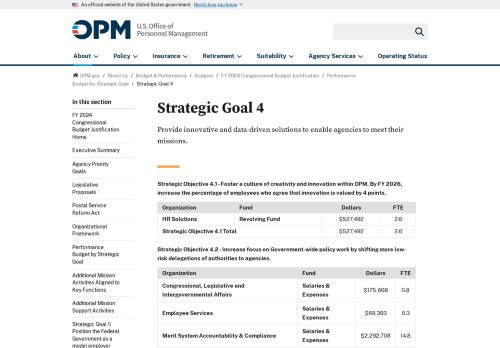 An official website of the United States government Here's how you know
OPM U.S. Office of
Personnel Management
About Policy Insurance Retirement Suitability Agency Services Operating Status
OPM.gov / About Us / Budget & Performance / Budgets / FY 2024 Congressional Budget Justification / Performance
Budget by Strategic Goal / Strategic Goal 4
In this section
FY 2024
Congressional
Budget Justification
Home
Executive Summary
Agency Priority
Goals
Legislative
Proposals
Postal Service
Reform Act
Organizational
Framework
Performance
Budget by Strategic
Goal
Additional Mission
Activities Aligned to
Key Functions
Additional Mission
Support Activities
Strategic Goal 1:
Position the Federal
Government as a
model employer
Strategic Goal 4
Provide innovative and data-driven solutions to enable agencies to meet their
missions.
Strategic Objective 4.1 - Foster a culture of creativity and innovation within OPM. By FY 2026,
increase the percentage of employees who agree that innovation is valued by 4 points.
Organization Fund Dollars FTE
HR Solutions Revolving Fund $527,492 2.6
Strategic Objective 4.1 Total $527,492 2.6
Strategic Objective 4.2 - Increase focus on Government-wide policy work by shifting more low-
risk delegations of authorities to agencies.
Organization Fund Dollars FTE
Congressional, Legislative and
Intergovernmental Affairs Salaries &
Expenses $175,668 0.8
Employee Services Salaries &
Expenses $69,393 0.3
Merit System Accountability & Compliance Salaries &
Expenses $2,292,708 14.8